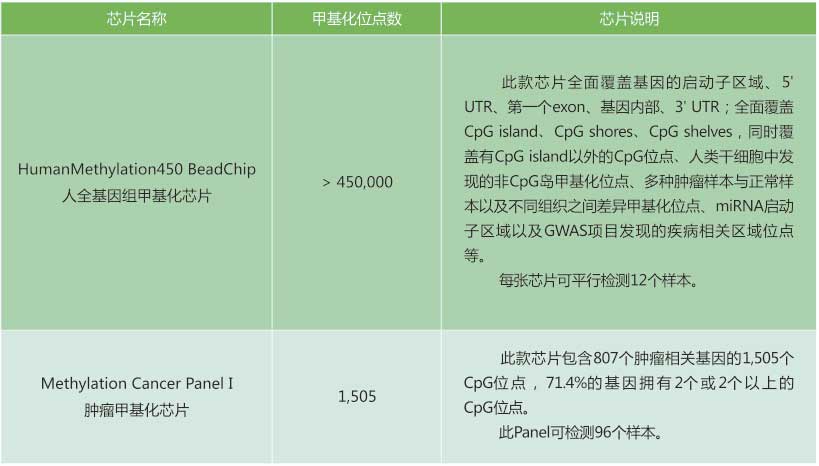 芯片名称
甲基化位点数
芯片说明
HumanMethylation450 BeadChip
人全基因组甲基化芯片
> 450,000
此款芯片全面覆盖基因的启动子区域、5'
UTR、第一个exon、基因内部、3' UTR；全面覆盖
CpG island、CpG shores、CpG shelves，同时覆
盖有CpG island以外的CpG位点、人类干细胞中发
现的非CpG岛甲基化位点、多种肿瘤样本与正常样
本以及不同组织之间差异甲基化位点、miRNA启动
子区域以及GWAS项目发现的疾病相关区域位点
等。
每张芯片可平行检测12个样本。
Methylation Cancer Panel I
肿瘤甲基化芯片
1,505
此款芯片包含807个肿瘤相关基因的1,505个
CpG位点，71.4%的基因拥有2个或2个以上的
CpG位点。
此Panel可检测96个样本。